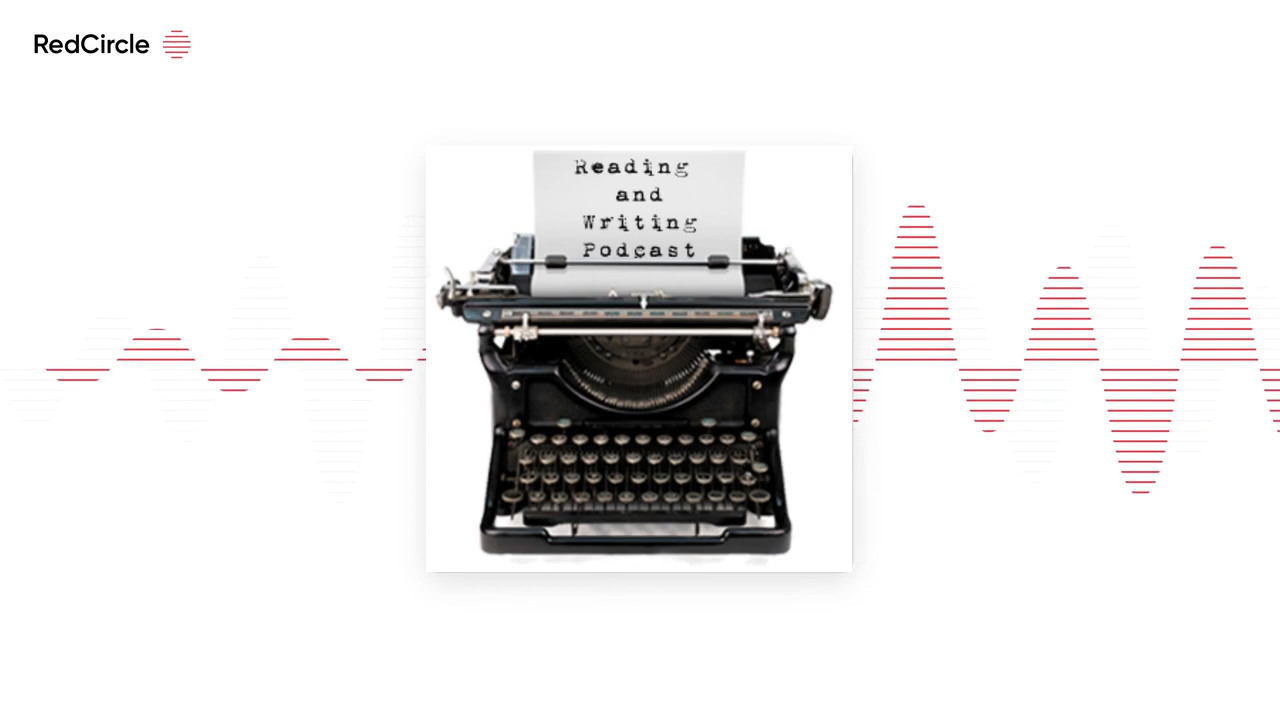 RedCircle
Reading
and
Writing
Podcast